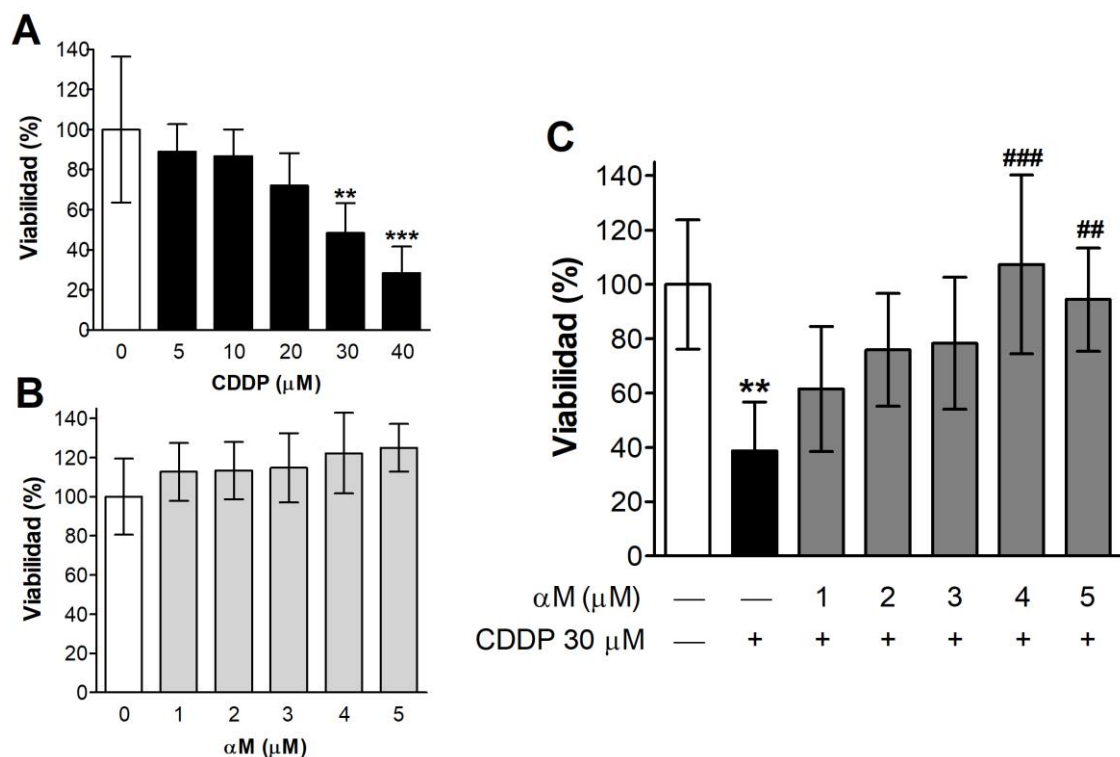 A
Viabilidad (%)
140
120
100
80
60
40
20
0
**
***
0 5 10 20 30 40
CDDP (μM)
B
Viabilidad (%)
140
120
100
80
60
40
20
0
0 1 2 3 4 5
αM (μM)
C
Viabilidad (%)
140
120
100
80
60
40
20
0
**
###
##
αM (μM) — — 1 2 3 4 5
CDDP 30 μM — + + + + + +